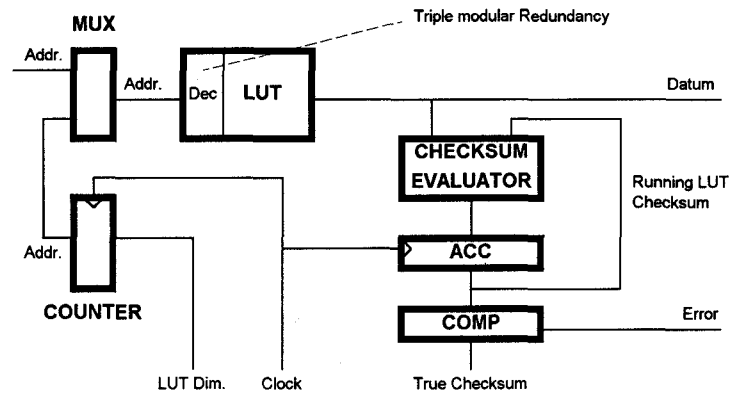 Triple modular Redundancy
MUX
Addr.
Addr.
Dec
LUT
Datum
CHECKSUM
EVALUATOR
Running LUT
Checksum
Addr.
ACC
COUNTER
COMP
Error
LUT Dim.
Clock
True Checksum